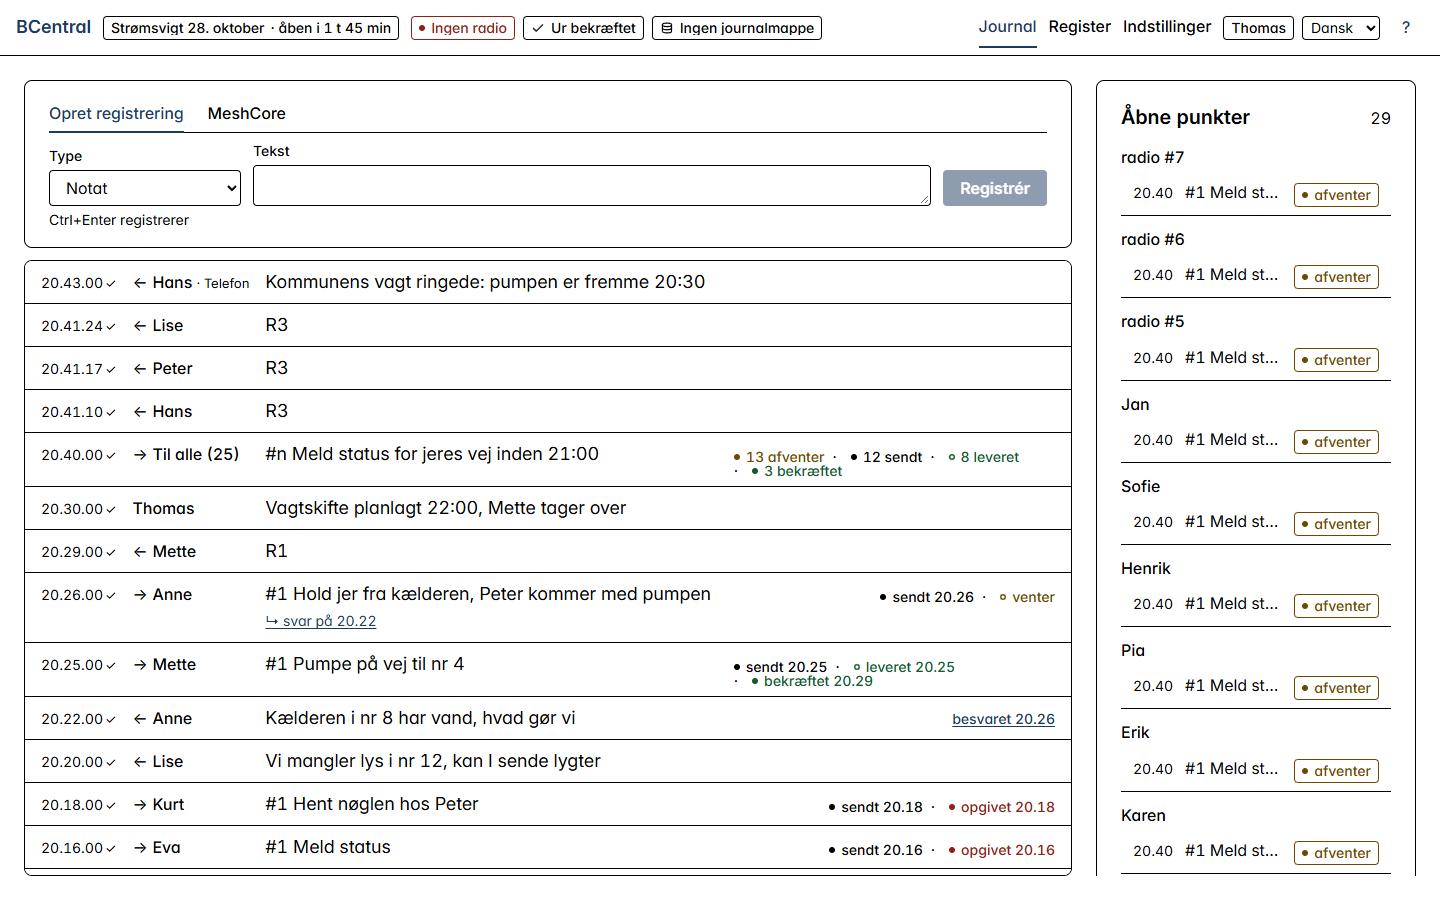 BCentral
Strømsvigt 28. oktober · åben i 1 t 45 min
Ingen radio
Ur bekræftet
Ingen journalmappe
Journal
Register
Indstillinger
Thomas
Dansk
?
Opret registrering
MeshCore
Type
Tekst
Notat
Registrér
Ctrl+Enter registrerer
20.43.00 ✓ ← Hans · Telefon Kommunens vagt ringede: pumpen er fremme 20:30
20.41.24 ✓ ← Lise R3
20.41.17 ✓ ← Peter R3
20.41.10 ✓ ← Hans R3
20.40.00 ✓ → Til alle (25) #n Meld status for jeres vej inden 21:00 • 13 afventer · • 12 sendt · ∘ 8 leveret
· • 3 bekræftet
20.30.00 ✓ Thomas Vagtskifte planlagt 22:00, Mette tager over
20.29.00 ✓ ← Mette R1
20.26.00 ✓ → Anne #1 Hold jer fra kælderen, Peter kommer med pumpen • sendt 20.26 · ∘ venter
↳ svar på 20.22
20.25.00 ✓ → Mette #1 Pumpe på vej til nr 4 • sendt 20.25 · ∘ leveret 20.25
· • bekræftet 20.29
20.22.00 ✓ ← Anne Kælderen i nr 8 har vand, hvad gør vi besvaret 20.26
20.20.00 ✓ ← Lise Vi mangler lys i nr 12, kan I sende lygter
20.18.00 ✓ → Kurt #1 Hent nøglen hos Peter • sendt 20.18 · • opgivet 20.18
20.16.00 ✓ → Eva #1 Meld status • sendt 20.16 · • opgivet 20.16
Åbne punkter 29
radio #7
20.40 #1 Meld st... • afventer
radio #6
20.40 #1 Meld st... • afventer
radio #5
20.40 #1 Meld st... • afventer
Jan
20.40 #1 Meld st... • afventer
Sofie
20.40 #1 Meld st... • afventer
Henrik
20.40 #1 Meld st... • afventer
Pia
20.40 #1 Meld st... • afventer
Erik
20.40 #1 Meld st... • afventer
Karen
20.40 #1 Meld st... • afventer